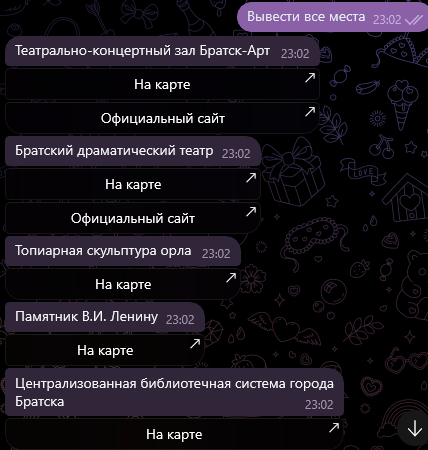 Вывести все места 23:02
Театрально-концертный зал Братск-Арт 23:02
На карте
Официальный сайт
Братский драматический театр 23:02
На карте
Официальный сайт
Топиарная скульптура орла 23:02
На карте
Памятник В.И. Ленину 23:02
На карте
Централизованная библиотечная система города
Братска 23:02
На карте
LOVE